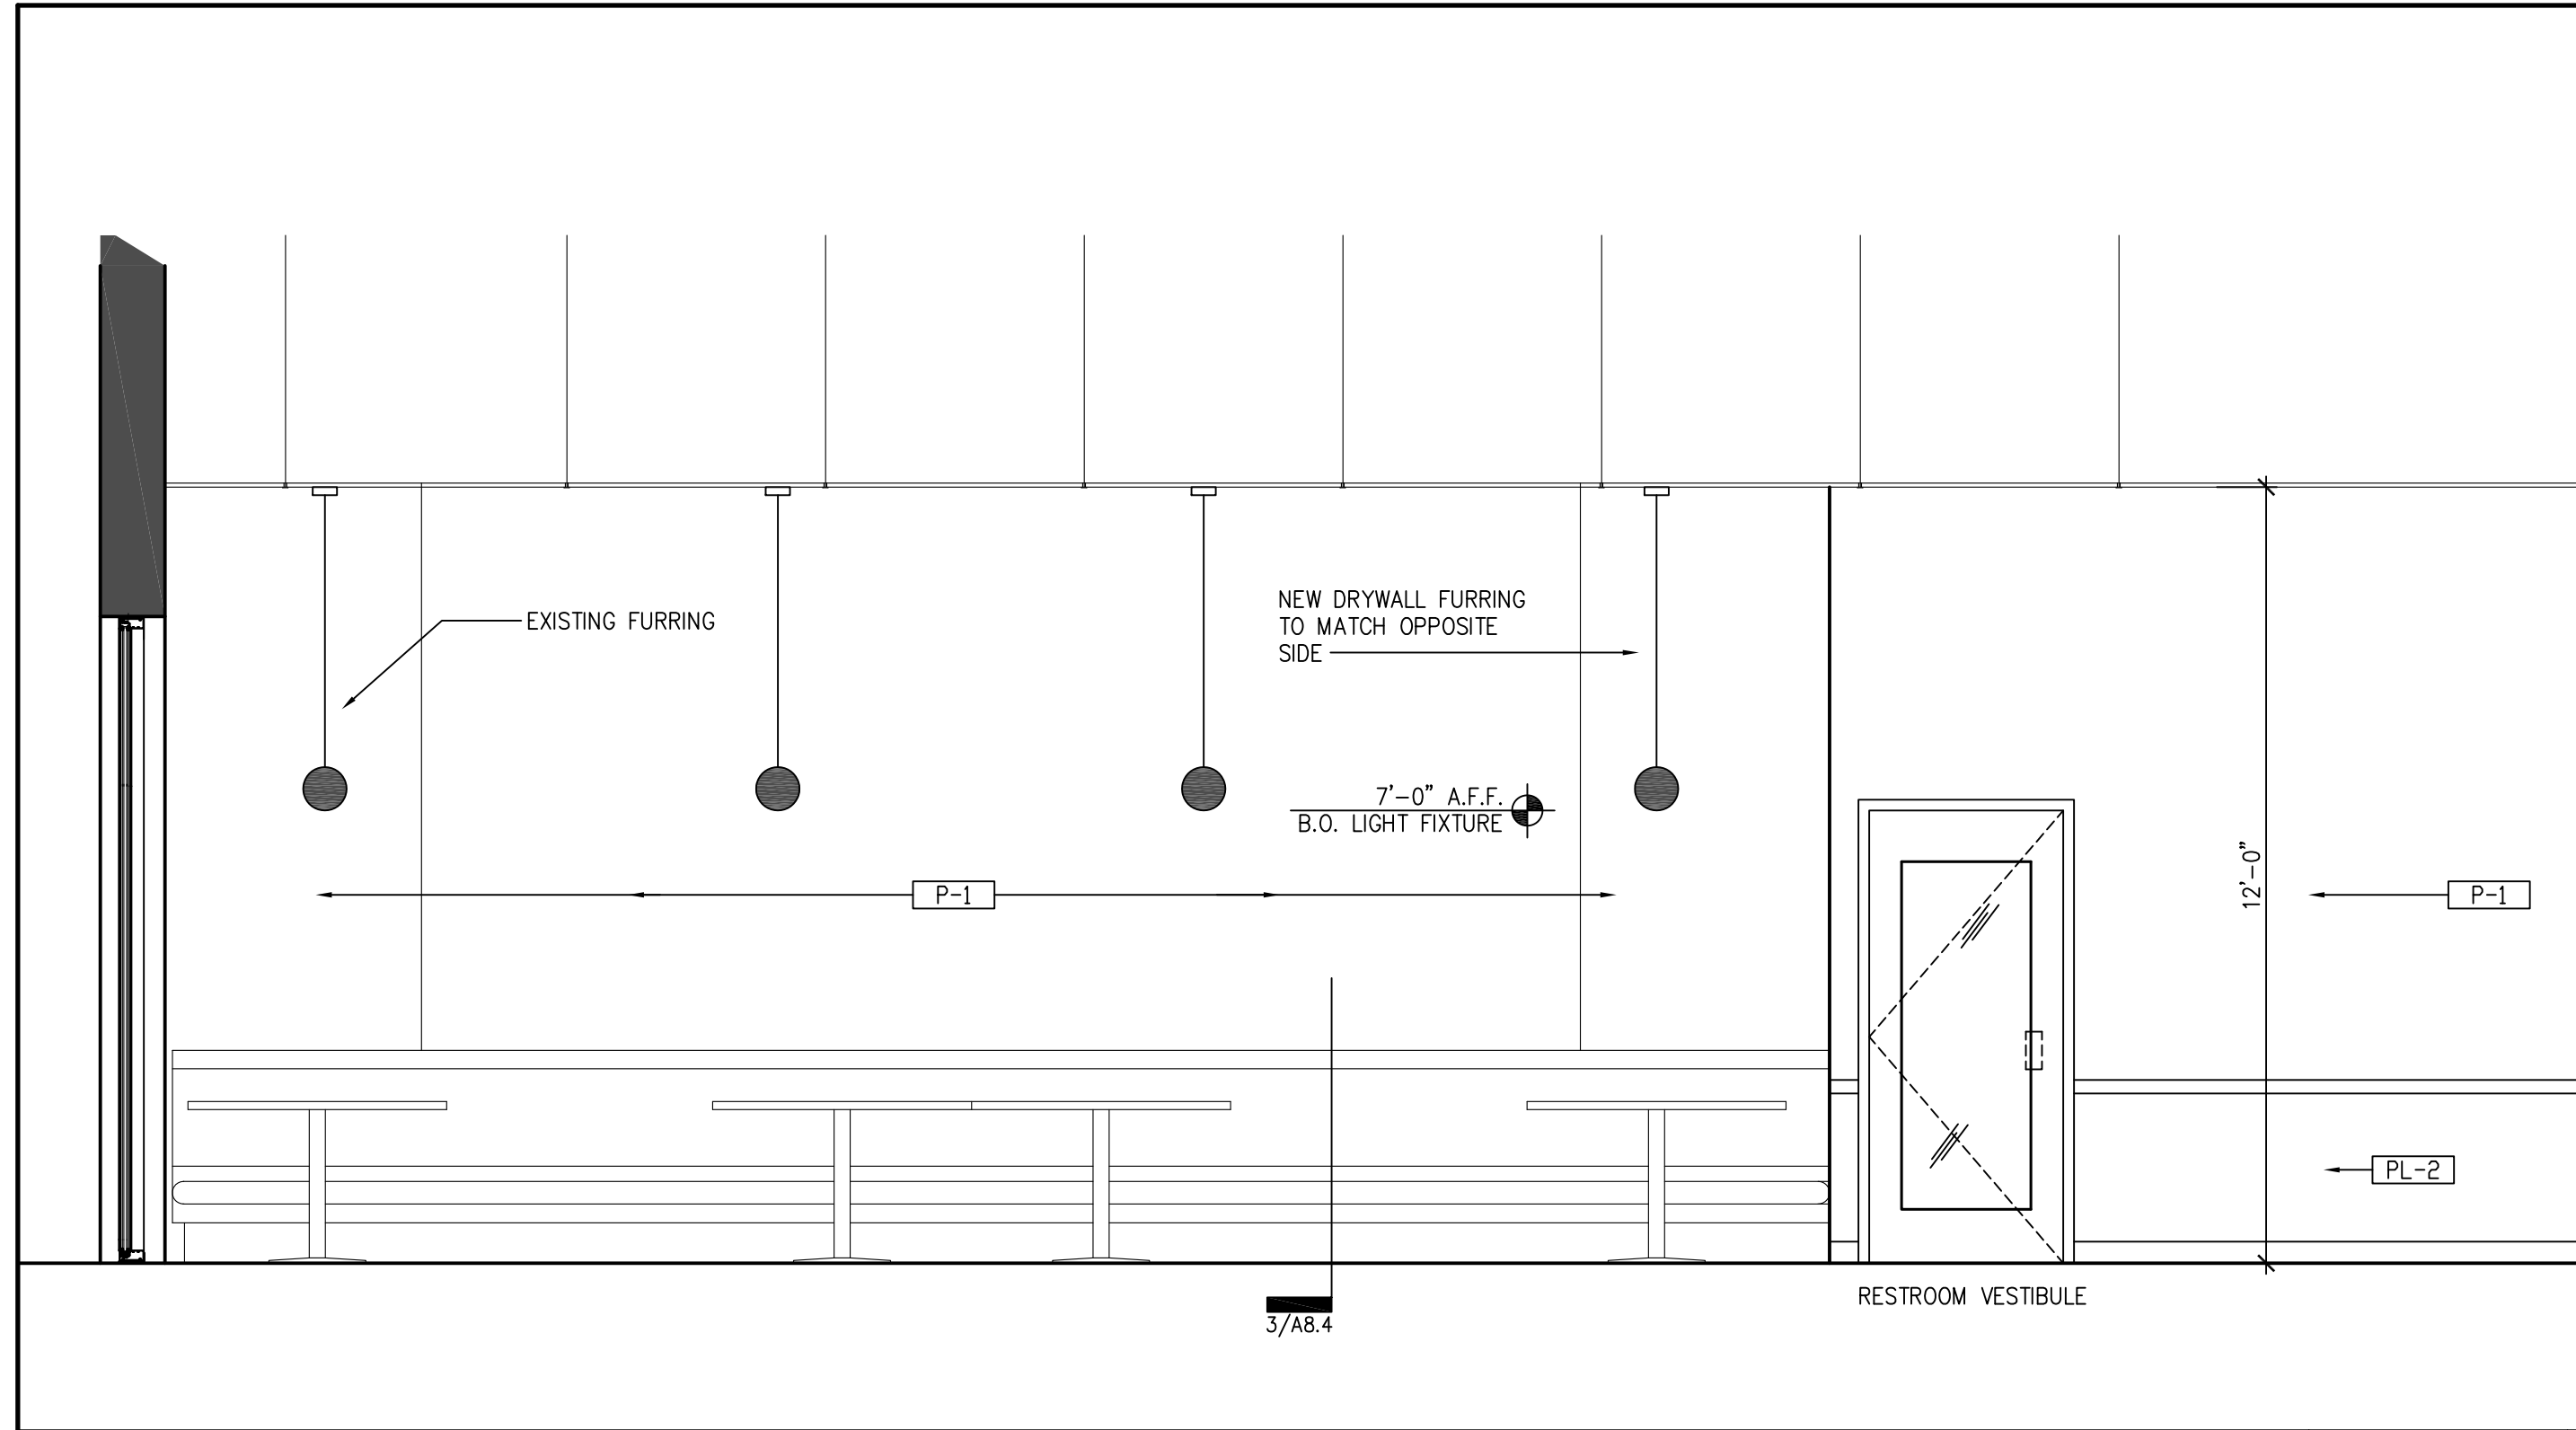 EXISTING FURRING
NEW DRYWALL FURRING
TO MATCH OPPOSITE
SIDE
7'-0" A.F.F.
B.O. LIGHT FIXTURE
P-1
12'-0"
P-1
PL-2
RESTROOM VESTIBULE
3/A8.4